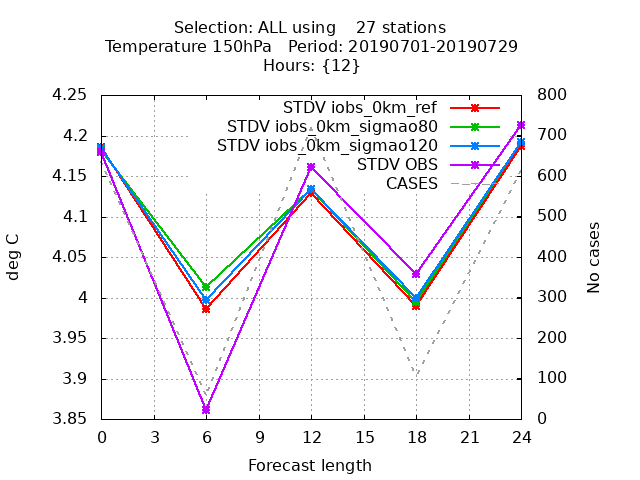 Selection: ALL using    27 stations
Temperature 150hPa   Period: 20190701-20190729
Hours: {12}
4.25
4.2
4.15
4.1
4.05
4
3.95
3.9
3.85
deg C
STDV iobs_0km_ref
STDV iobs_0km_sigmao80
STDV iobs_0km_sigmao120
STDV OBS
CASES
800
700
600
500
400
300
200
100
0
No cases
0 3 6 9 12 15 18 21 24
Forecast length